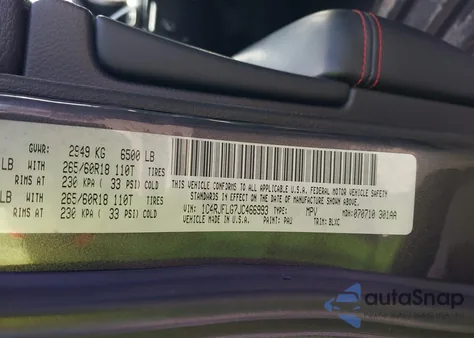 GVWR: 2949 KG 6500 LB
LB WITH 265/60R18 110T TIRES
RIMS AT 230 KPA ( 33 PSI) COLD
LB WITH 265/60R18 110T TIRES
RIMS AT 230 KPA ( 33 PSI) COLD
THIS VEHICLE CONFORMS TO ALL APPLICABLE U.S.A. FEDERAL MOTOR VEHICLE SAFETY
STANDARDS IN EFFECT ON THE DATE OF MANUFACTURE SHOWN ABOVE.
VIN: 1C4RJFLG7JC466993 TYPE: MPV MDH: 070710 301AA
VEHICLE MADE IN U.S.A. PAINT: PAU TRIM: BLXC
autoSnap